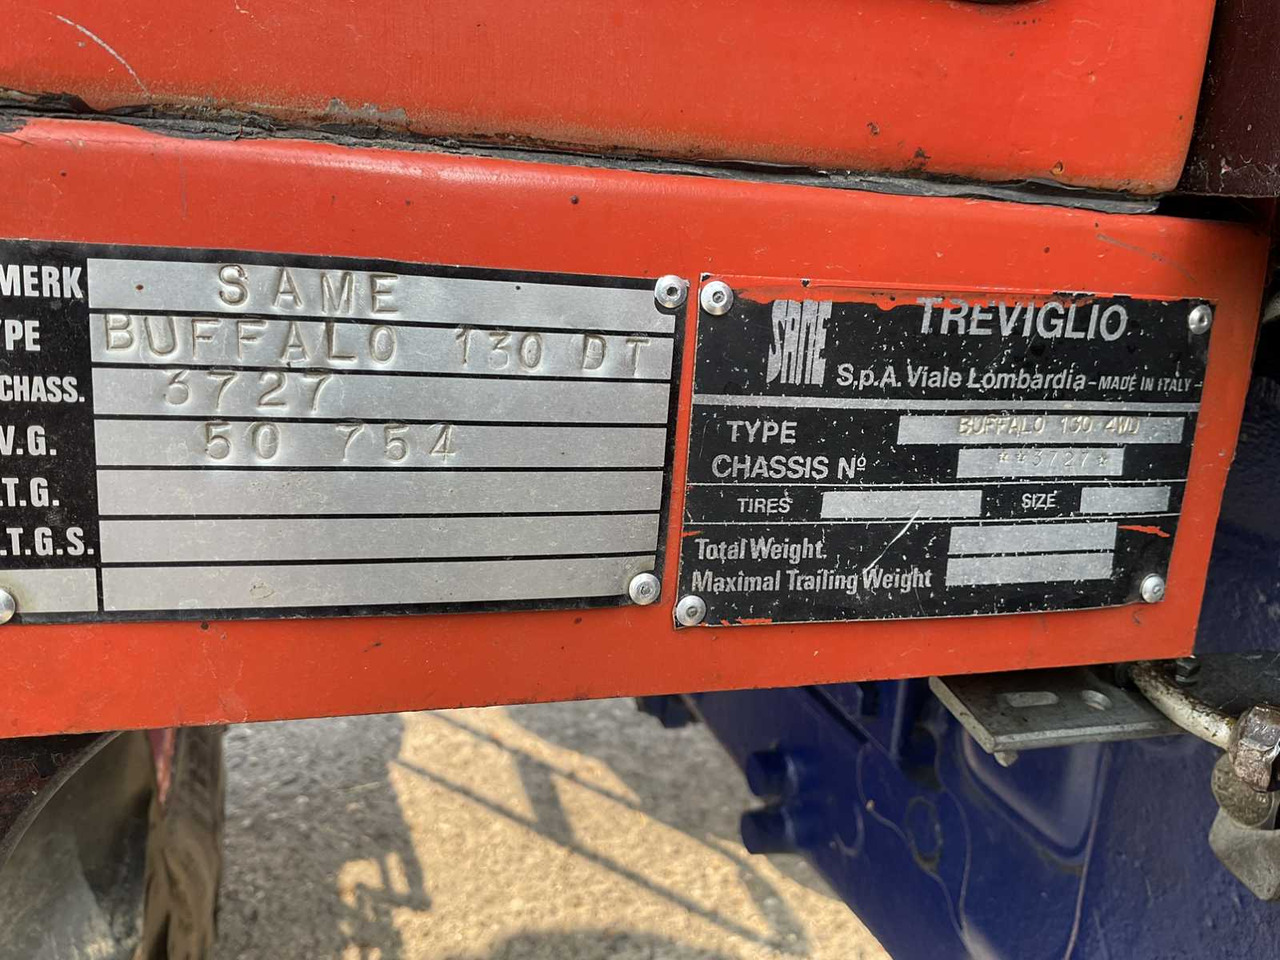 MERK SAME
YPE BUFFALO 130 DT
CHASS. 3727
V.G. 50 754
.T.G.
.T.G.S.
SAME TREVIGLIO
S.p.A. Viale Lombardia - MADE IN ITALY -
TYPE BUFFALO 130 4WD
CHASSIS Nº **3727*
TIRES SIZE
Total Weight
Maximal Trailing Weight